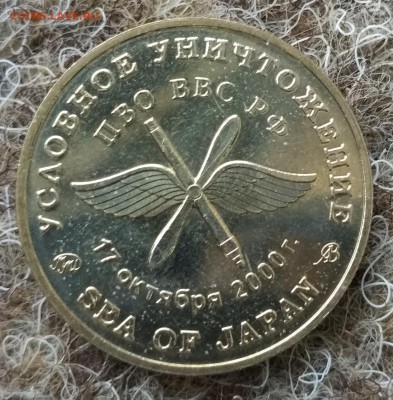 УСЛОВНОЕ УНИЧТОЖЕНИЕ
ПВО ВВС РФ
17 октября 2000г.
SEA OF JAPAN